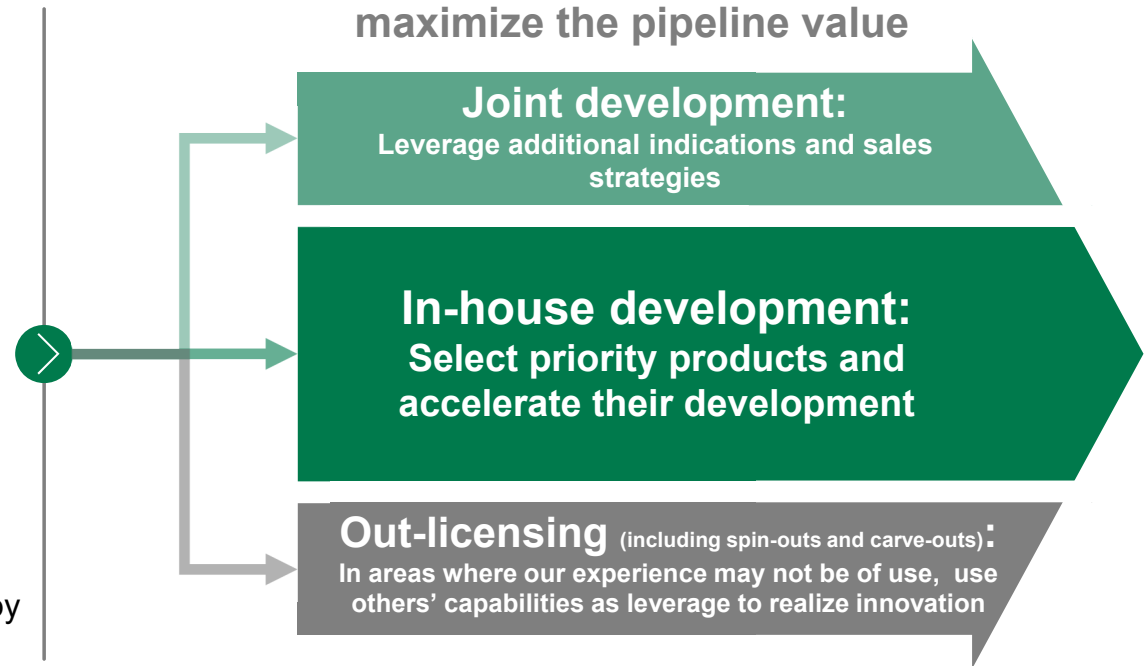 maximize the pipeline value
Joint development:
Leverage additional indications and sales
strategies
In-house development:
Select priority products and
accelerate their development
Out-licensing (including spin-outs and carve-outs):
In areas where our experience may not be of use, use
others’ capabilities as leverage to realize innovation